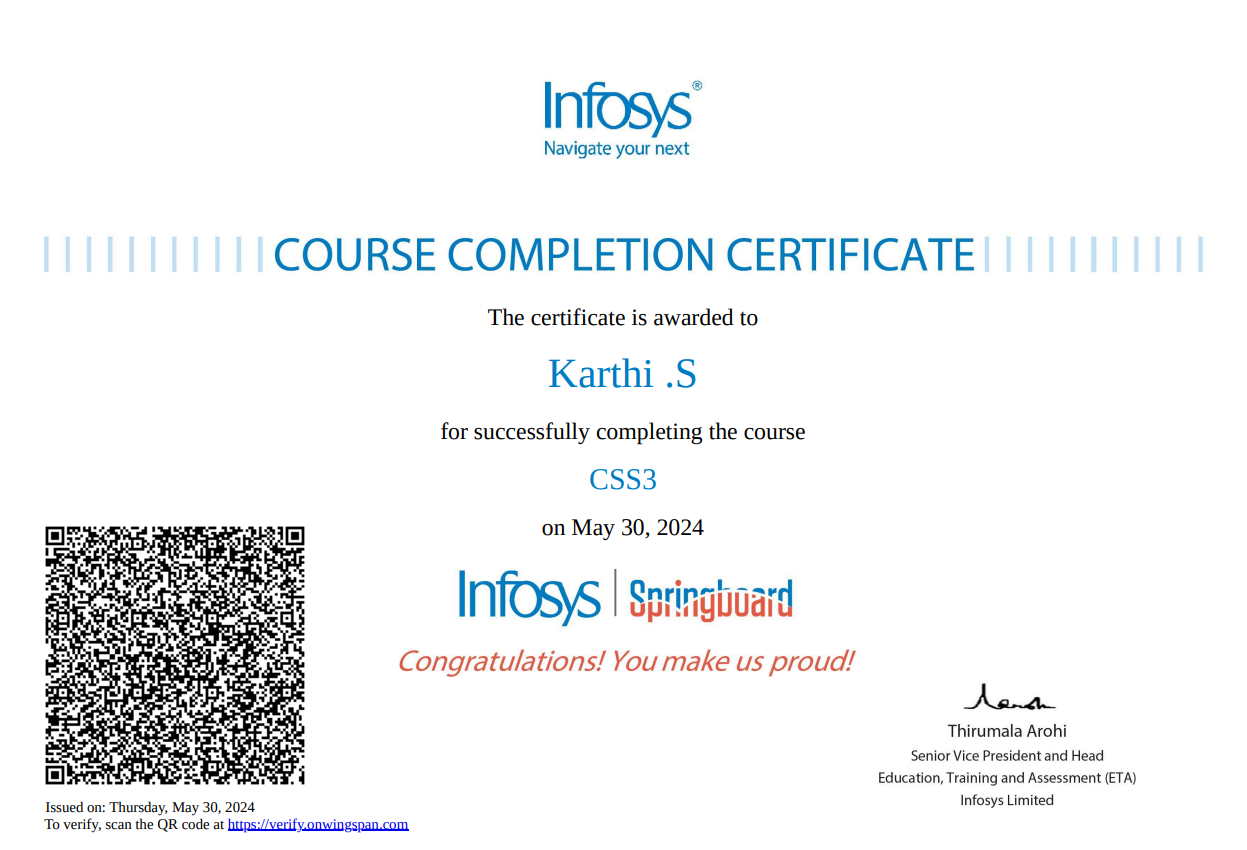 Infosys®
Navigate your next
COURSE COMPLETION CERTIFICATE
The certificate is awarded to
Karthi .S
for successfully completing the course
CSS3
on May 30, 2024
Infosys | Springboard
Congratulations! You make us proud!
Thirumala Arohi
Senior Vice President and Head
Education, Training and Assessment (ETA)
Infosys Limited
Issued on: Thursday, May 30, 2024
To verify, scan the QR code at https://verify.onwingspan.com